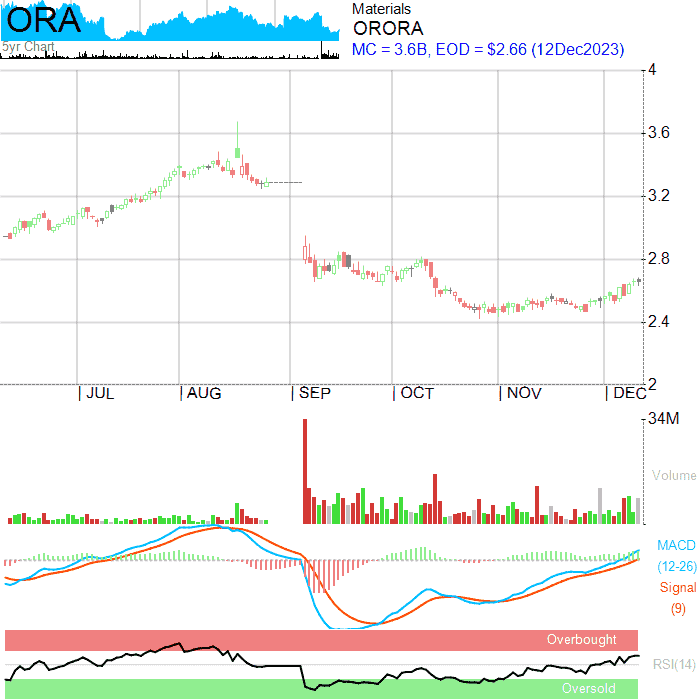 ORA
5yr Chart
Materials
ORORA
MC = 3.6B, EOD = $2.66 (12Dec2023)
4
3.6
3.2
2.8
2.4
2
| JUL | AUG | SEP | OCT | NOV | DEC
34M
Volume
MACD
(12-26)
Signal
(9)
Overbought
RSI(14)
Oversold